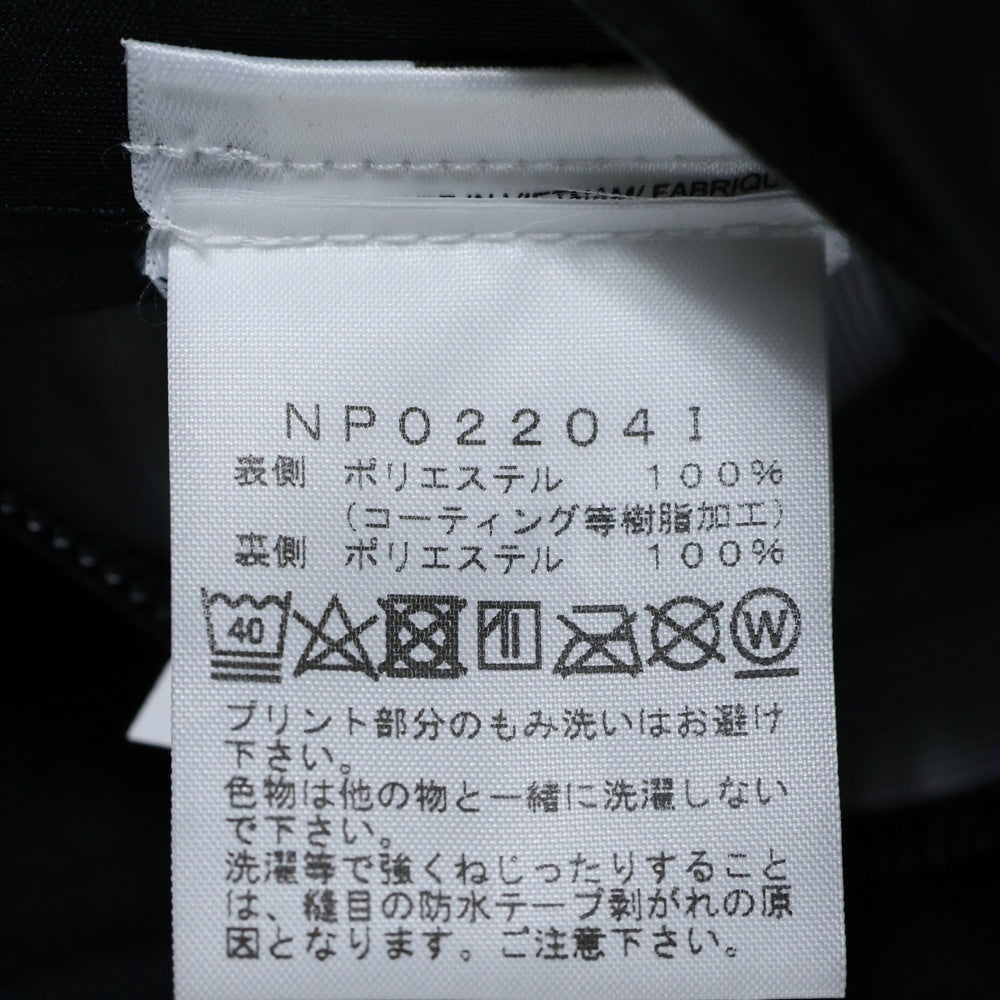 IN VIETNAM/ FABRIQU
NP02204I
表側 ポリエステル 100%
(コーティング等樹脂加工)
裏側 ポリエステル 100%
40 W
プリント部分のもみ洗いはお避け
下さい。
色物は他の物と一緒に洗濯しない
で下さい。
洗濯等で強くねじったりすること
は、縫目の防水テープ剥がれの原
因となります。ご注意下さい。